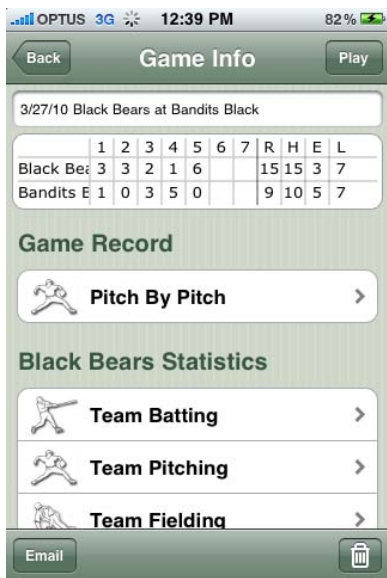 OPTUS 3G 12:39 PM 82%
Back Game Info Play
3/27/10 Black Bears at Bandits Black
1 2 3 4 5 6 7 R H E L
Black Bea 3 3 2 1 6 15 15 3 7
Bandits B 1 0 3 5 0 9 10 5 7
Game Record
Pitch By Pitch
Black Bears Statistics
Team Batting
Team Pitching
Team Fielding
Email